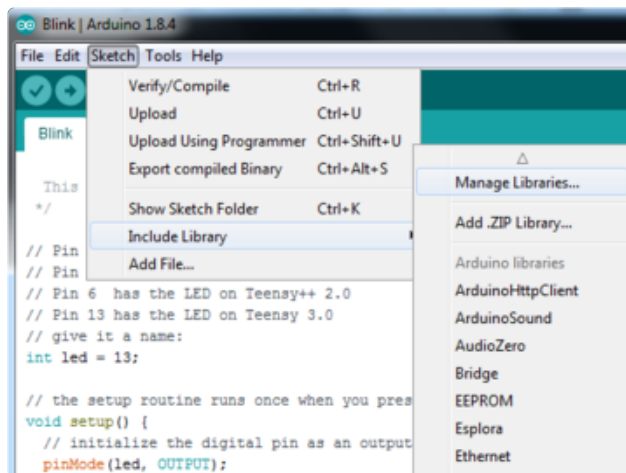 Blink | Arduino 1.8.4
File Edit Sketch Tools Help
Verify/Compile Ctrl+R
Upload Ctrl+U
Upload Using Programmer Ctrl+Shift+U
Export compiled Binary Ctrl+Alt+S
Show Sketch Folder Ctrl+K
Include Library
Add File...
Manage Libraries...
Add .ZIP Library...
Arduino libraries
ArduinoHttpClient
ArduinoSound
AudioZero
Bridge
EEPROM
Esplora
Ethernet
Blink
This
*/
// Pin
// Pin
// Pin 6 has the LED on Teensy++ 2.0
// Pin 13 has the LED on Teensy 3.0
// give it a name:
int led = 13;
// the setup routine runs once when you pres
void setup() {
// initialize the digital pin as an output
pinMode(led, OUTPUT);